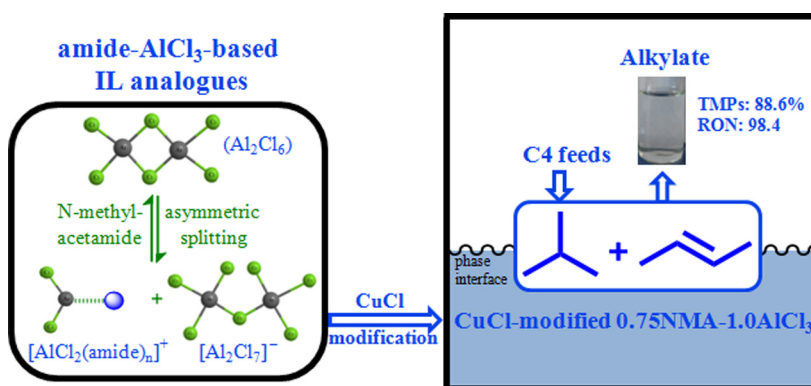 amide-AlCl₃-based
IL analogues
(Al₂Cl₆)
N-methyl-
acetamide
asymmetric
splitting
+
[AlCl₂(amide)ₙ]⁺
[Al₂Cl₇]⁻
CuCl
modification
Alkylate
TMPs: 88.6%
RON: 98.4
C4 feeds
+
phase
interface
CuCl-modified 0.75NMA-1.0AlCl₃